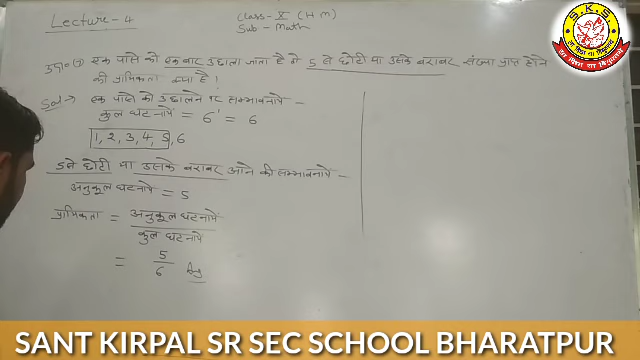 Lecture - 4
Class - X (H M)
Sub - Math
S.K.S.
उदा० (7) एक पासे को एक बार उछाला जाता है तो 5 से छोटी या उसके बराबर संख्या प्राप्त होने
की प्रायिकता क्या है ।
Sol → एक पासे को उछालने पर सम्भावनायें -
कुल घटनायें = 6¹ = 6
1, 2, 3, 4, 5, 6
5 से छोटी या उसके बराबर आने की सम्भावनायें -
अनुकूल घटनायें = 5
प्रायिकता = अनुकूल घटनायें
कुल घटनायें
= 5
6 Ans
SANT KIRPAL SR SEC SCHOOL BHARATPUR